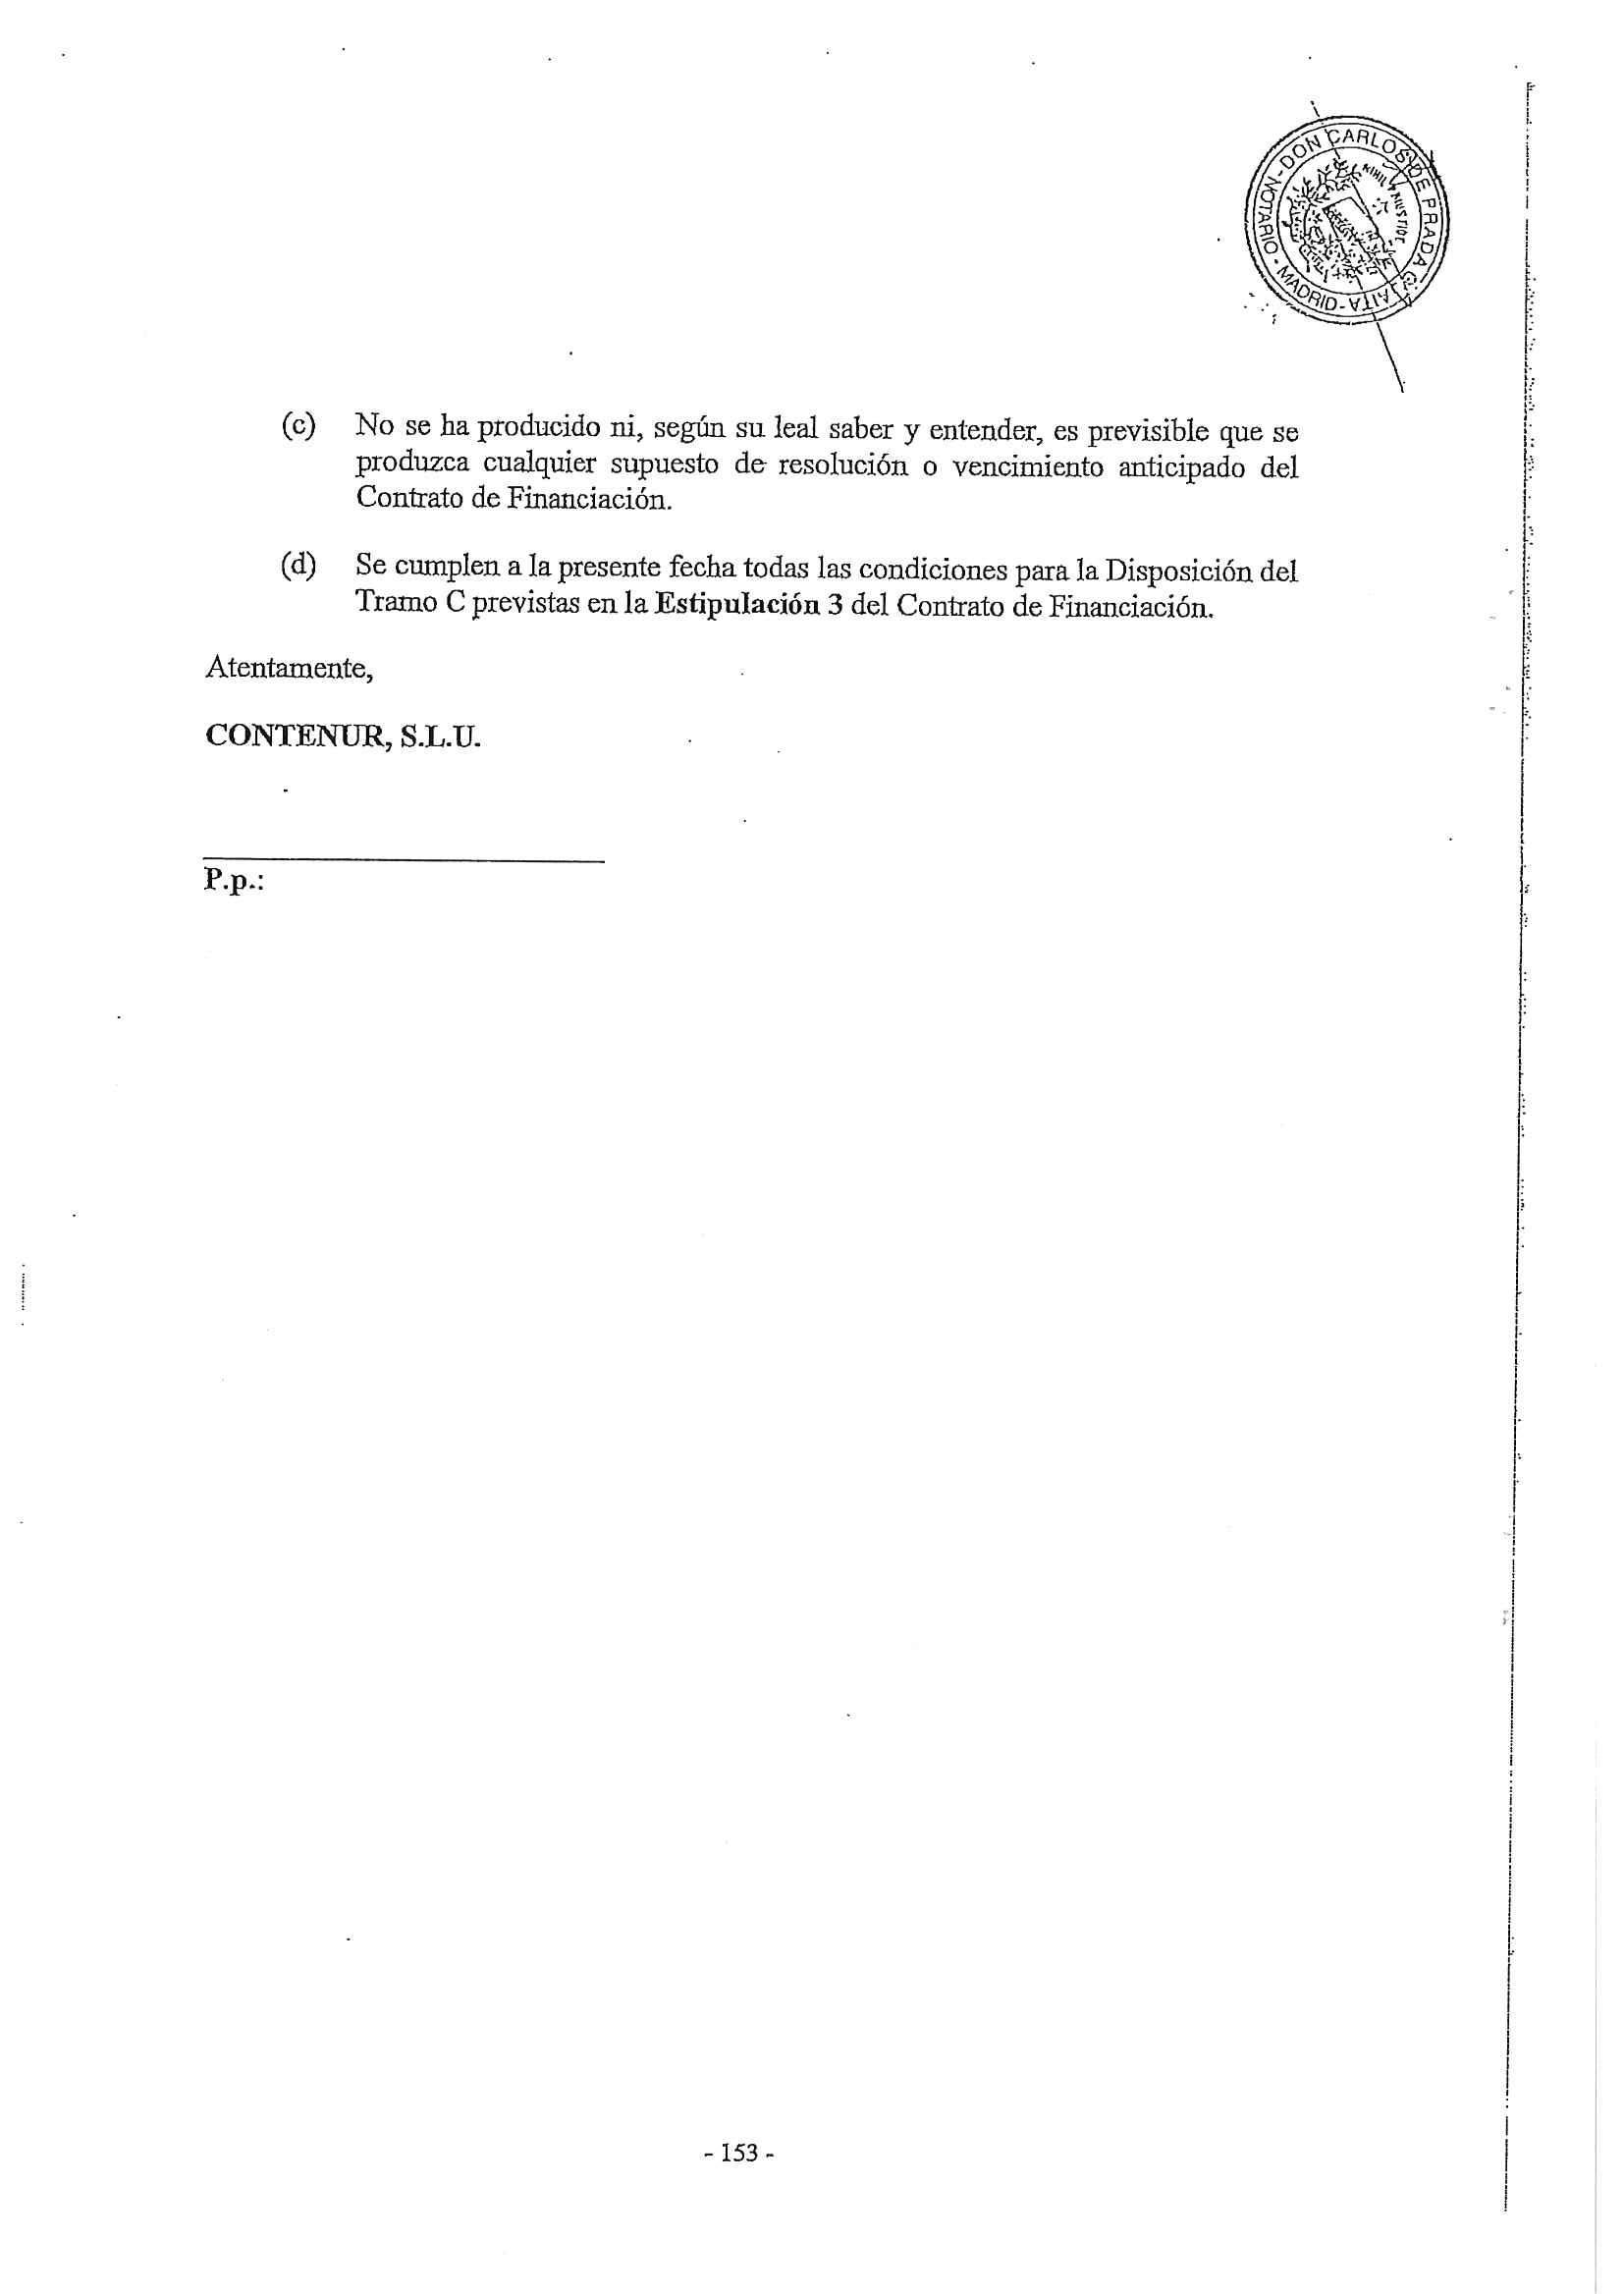 NOTARIO - DON CARLOS DE PRADA GUAITA - MADRID -
NIHIL
(c) No se ha producido ni, según su leal saber y entender, es previsible que se
produzca cualquier supuesto de resolución o vencimiento anticipado del
Contrato de Financiación.
(d) Se cumplen a la presente fecha todas las condiciones para la Disposición del
Tramo C previstas en la Estipulación 3 del Contrato de Financiación.
Atentamente,
CONTENUR, S.L.U.
P.p.:
- 153 -